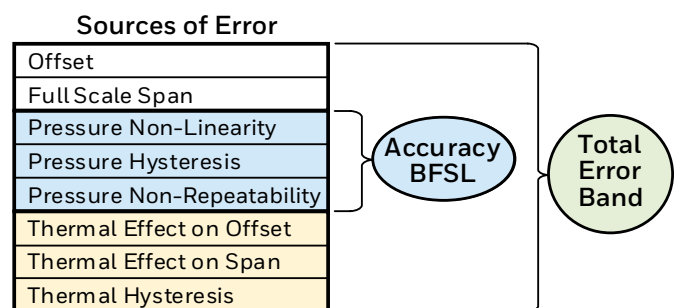 Sources of Error
Offset
Full Scale Span
Pressure Non-Linearity
Pressure Hysteresis
Pressure Non-Repeatability
Thermal Effect on Offset
Thermal Effect on Span
Thermal Hysteresis
Accuracy
BFSL
Total
Error
Band